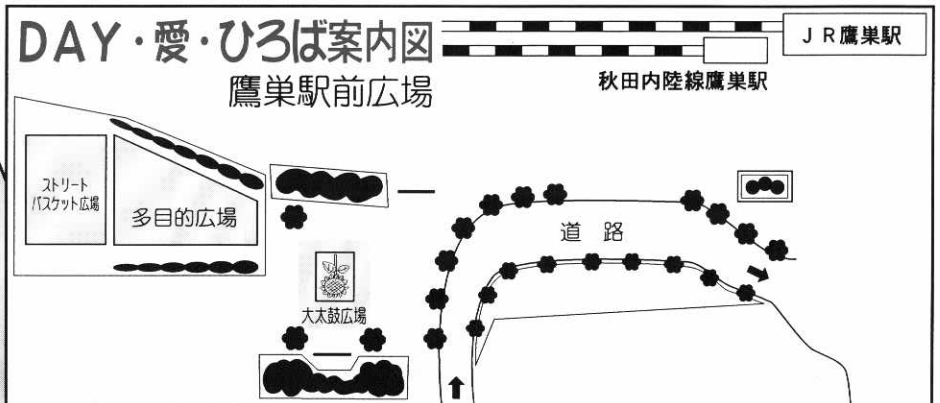 DAY・愛・ひろば案内図
鷹巣駅前広場
JR鷹巣駅
秋田内陸線鷹巣駅
ストリート
バスケット広場
多目的広場
道路
大太鼓広場